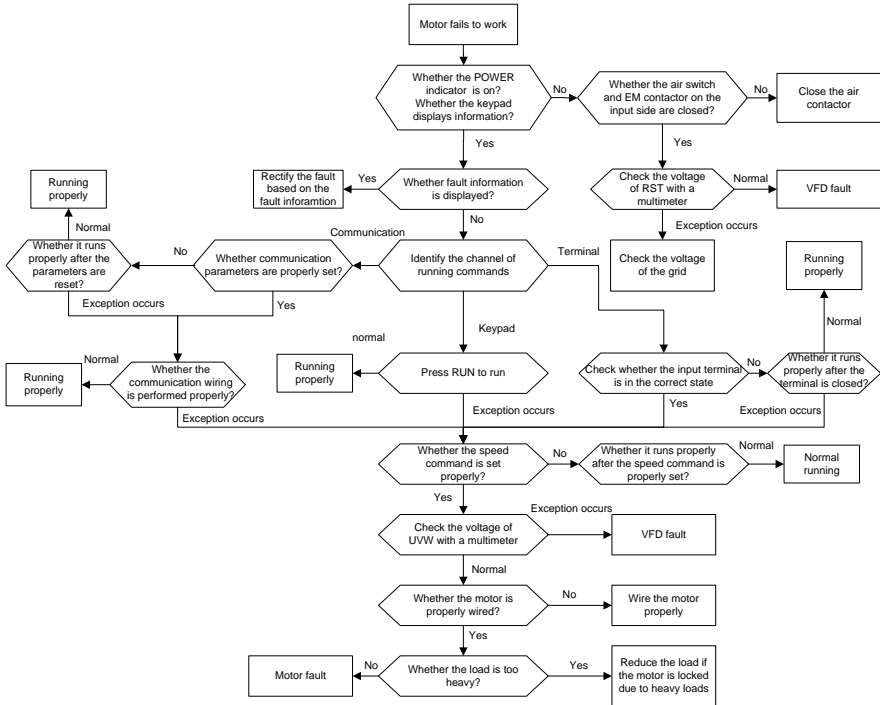 Motor fails to work
Whether the POWER
indicator is on?
Whether the keypad
displays information?
No
Whether the air switch
and EM contactor on the
input side are closed?
No
Close the air
contactor
Yes
Yes
Rectify the fault
based on the
fault inforamtion
Yes
Whether fault information
is displayed?
Check the voltage
of RST with a
multimeter
Normal
VFD fault
Running
properly
Normal
No
Exception occurs
Communication
Whether it runs
properly after the
parameters are
reset?
No
Whether communication
parameters are properly set?
Identify the channel of
running commands
Terminal
Check the voltage
of the grid
Running
properly
Exception occurs
Yes
Keypad
Normal
normal
Running
properly
Normal
Whether the
communication wiring
is performed properly?
Running
properly
Press RUN to run
Check whether the input terminal
is in the correct state
No
Whether it runs
properly after the
terminal is closed?
Exception occurs
Exception occurs
Yes
Exception occurs
Whether the speed
command is set
properly?
No
Whether it runs properly
after the speed command is
properly set?
Normal
Normal
running
Yes
Check the voltage of
UVW with a multimeter
Exception occurs
VFD fault
Normal
Whether the motor is
properly wired?
No
Wire the motor
properly
Yes
Motor fault
No
Whether the load is too
heavy?
Yes
Reduce the load if
the motor is locked
due to heavy loads